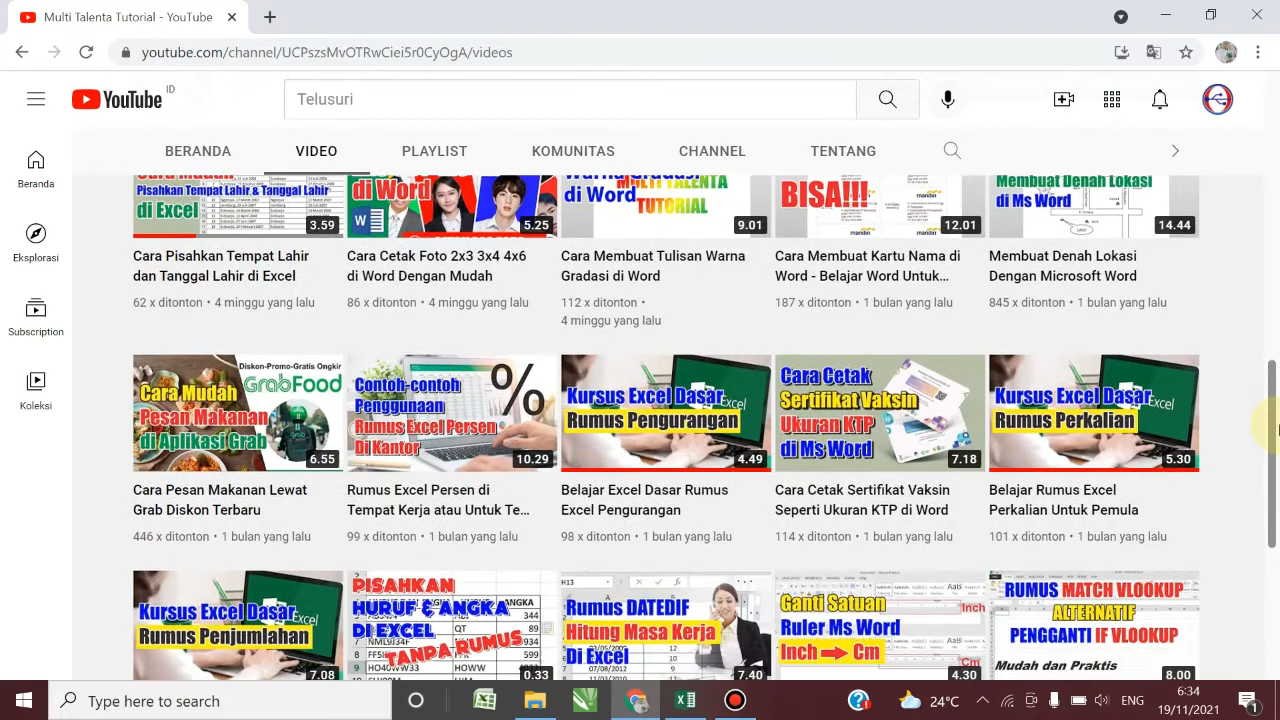 Multi Talenta Tutorial - YouTube
youtube.com/channel/UCPszsMvOTRwCiei5r0CyOgA/videos
YouTube ID
Telusuri
BERANDA VIDEO PLAYLIST KOMUNITAS CHANNEL TENTANG
Beranda
Eksplorasi
Subscription
Koleksi
Pisahkan Tempat Lahir & Tanggal Lahir
di Excel
3.59
di Word
5.25
di Word
MULTI TALENTA
TUTORIAL
9.01
BISA!!!
mandiri
mandiri
12.01
Membuat Denah Lokasi
di Ms Word
14.44
Cara Pisahkan Tempat Lahir
dan Tanggal Lahir di Excel
62 x ditonton • 4 minggu yang lalu
Cara Cetak Foto 2x3 3x4 4x6
di Word Dengan Mudah
86 x ditonton • 4 minggu yang lalu
Cara Membuat Tulisan Warna
Gradasi di Word
112 x ditonton •
4 minggu yang lalu
Cara Membuat Kartu Nama di
Word - Belajar Word Untuk...
187 x ditonton • 1 bulan yang lalu
Membuat Denah Lokasi
Dengan Microsoft Word
845 x ditonton • 1 bulan yang lalu
Diskon-Promo-Gratis Ongkir
GrabFood
Cara Mudah
Pesan Makanan
di Aplikasi Grab
6.55
Contoh-contoh
Penggunaan
Rumus Excel Persen
Di Kantor
%
10.29
Kursus Excel Dasar
Rumus Pengurangan
Excel
4.49
Cara Cetak
Sertifikat Vaksin
Ukuran KTP
di Ms Word
7.18
Kursus Excel Dasar
Rumus Perkalian
Excel
5.30
Cara Pesan Makanan Lewat
Grab Diskon Terbaru
446 x ditonton • 1 bulan yang lalu
Rumus Excel Persen di
Tempat Kerja atau Untuk Te...
99 x ditonton • 1 bulan yang lalu
Belajar Excel Dasar Rumus
Excel Pengurangan
98 x ditonton • 1 bulan yang lalu
Cara Cetak Sertifikat Vaksin
Seperti Ukuran KTP di Word
114 x ditonton • 1 bulan yang lalu
Belajar Rumus Excel
Perkalian Untuk Pemula
101 x ditonton • 1 bulan yang lalu
Kursus Excel Dasar
Rumus Penjumlahan
Excel
7.08
PISAHKAN
HURUF & ANGKA
DI EXCEL
TANPA RUMUS
0.33
H13
Rumus DATEDIF
Hitung Masa Kerja
Di Excel
7.40
Ganti Satuan
Ruler Ms Word
Inch
Cm
Inch
Cm
4.30
RUMUS MATCH VLOOKUP
ALTERNATIF
PENGGANTI IF VLOOKUP
Mudah dan Praktis
8.00
Type here to search
24°C
ENG
6:34
19/11/2021
1